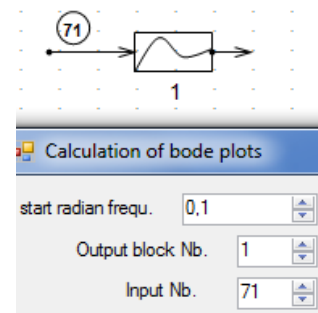 71
1
Calculation of bode plots
start radian frequ. 0,1
Output block Nb. 1
Input Nb. 71